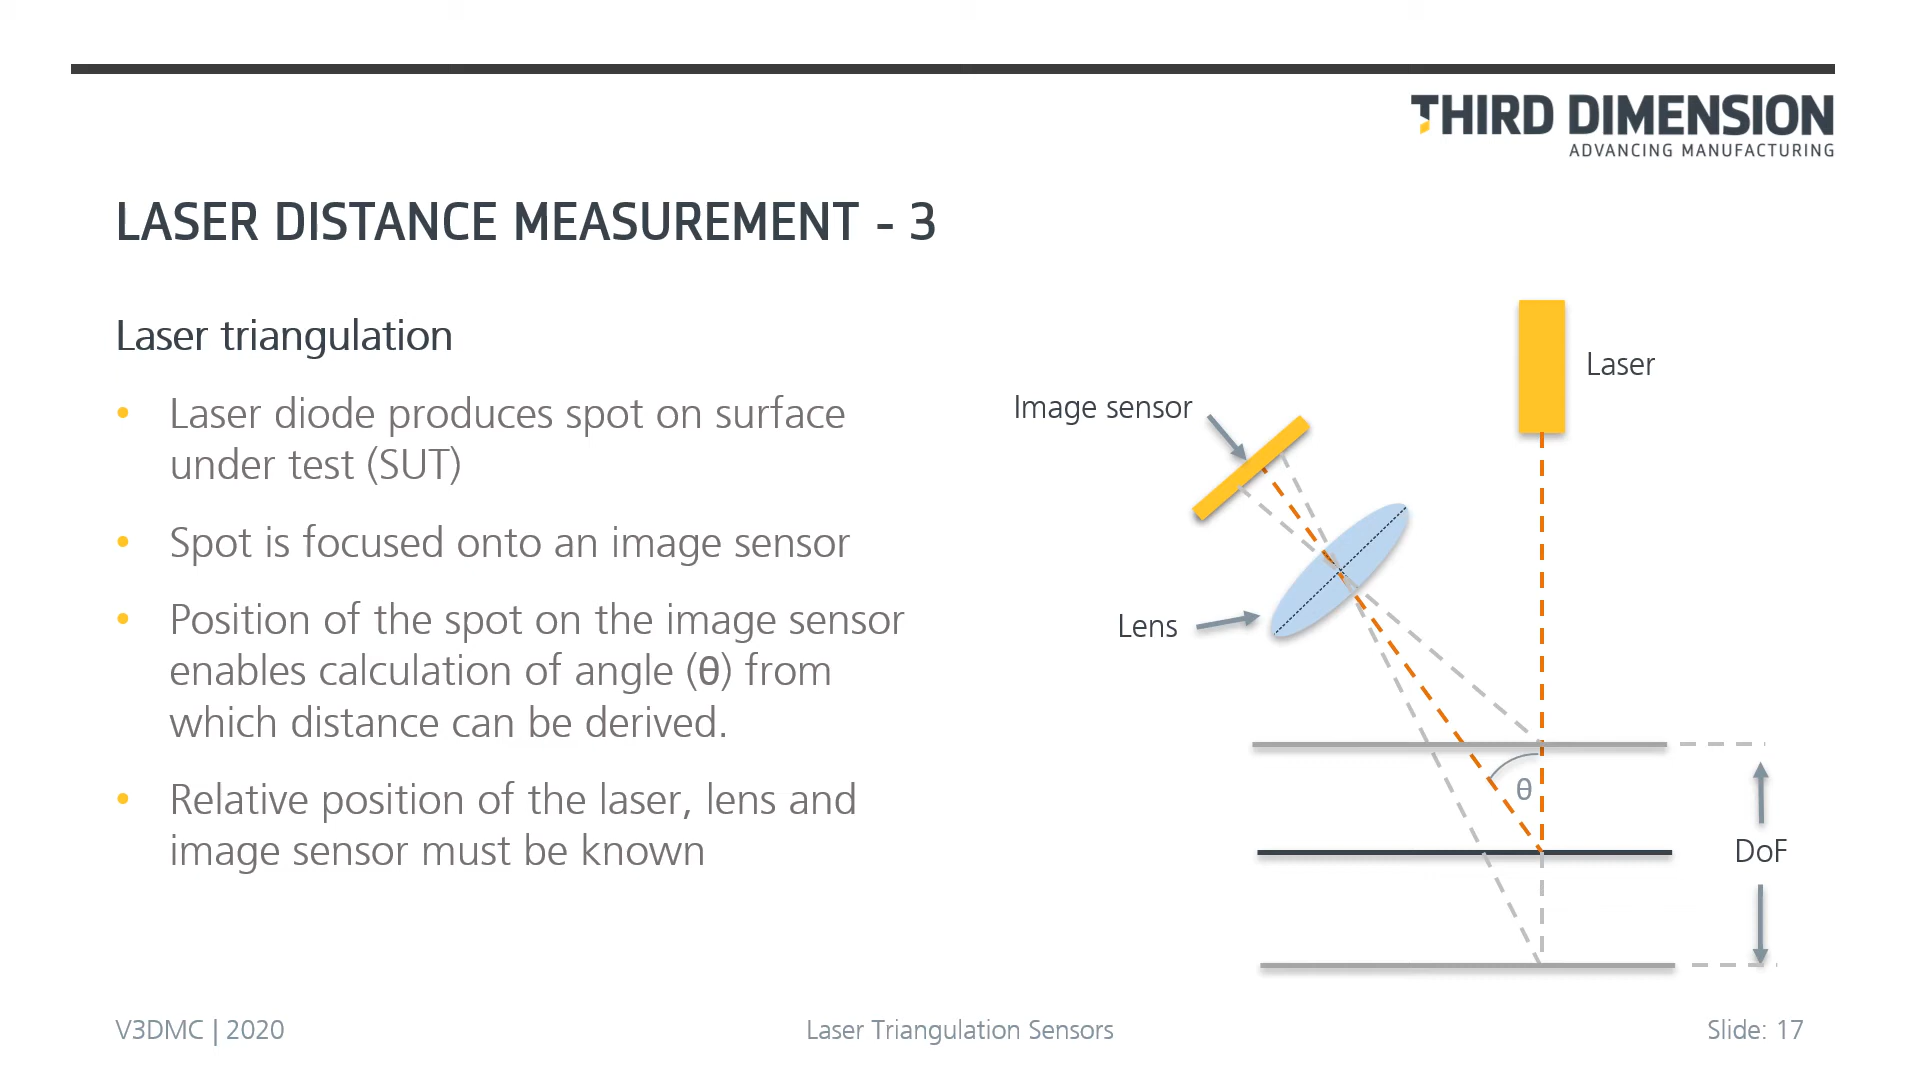 THIRD DIMENSION
ADVANCING MANUFACTURING
LASER DISTANCE MEASUREMENT - 3
Laser triangulation
• Laser diode produces spot on surface
under test (SUT)
• Spot is focused onto an image sensor
• Position of the spot on the image sensor
enables calculation of angle (θ) from
which distance can be derived.
• Relative position of the laser, lens and
image sensor must be known
Laser
Image sensor
Lens
θ
DoF
V3DMC | 2020
Laser Triangulation Sensors
Slide: 17